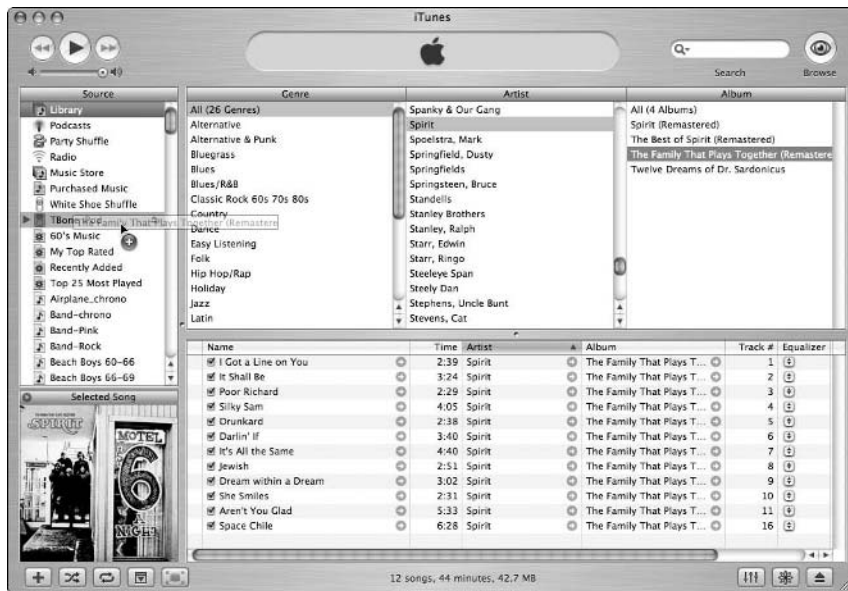 iTunes
Search
Browse
Source
Library
Podcasts
Party Shuffle
Radio
Music Store
Purchased Music
White Shoe Shuffle
60's Music
My Top Rated
Recently Added
Top 25 Most Played
Airplane_chrono
Band-chrono
Band-Pink
Band-Rock
Beach Boys 60-66
Beach Boys 66-69
The Family That Plays Together (Remastere
Genre
All (26 Genres)
Alternative
Alternative & Punk
Bluegrass
Blues
Blues/R&B
Classic Rock 60s 70s 80s
Country
Dance
Easy Listening
Folk
Hip Hop/Rap
Holiday
Jazz
Latin
Artist
Spanky & Our Gang
Spirit
Spoelstra, Mark
Springfield, Dusty
Springfields
Springsteen, Bruce
Standells
Stanley Brothers
Stanley, Ralph
Starr, Edwin
Starr, Ringo
Steeleye Span
Steely Dan
Stephens, Uncle Bunt
Stevens, Cat
Album
All (4 Albums)
Spirit (Remastered)
The Best of Spirit (Remastered)
The Family That Plays Together (Remastere
Twelve Dreams of Dr. Sardonicus
Name Time Artist Album Track # Equalizer
I Got a Line on You 2:39 Spirit The Family That Plays T... 1
It Shall Be 3:24 Spirit The Family That Plays T... 2
Poor Richard 2:29 Spirit The Family That Plays T... 3
Silky Sam 4:05 Spirit The Family That Plays T... 4
Drunkard 2:38 Spirit The Family That Plays T... 5
Darlin' If 3:40 Spirit The Family That Plays T... 6
It's All the Same 4:40 Spirit The Family That Plays T... 7
Jewish 2:51 Spirit The Family That Plays T... 8
Dream within a Dream 3:02 Spirit The Family That Plays T... 9
She Smiles 2:31 Spirit The Family That Plays T... 10
Aren't You Glad 5:33 Spirit The Family That Plays T... 11
Space Chile 6:28 Spirit The Family That Plays T... 16
Selected Song
SPIRIT
MOTEL
6
A
NIGHT
12 songs, 44 minutes, 42.7 MB